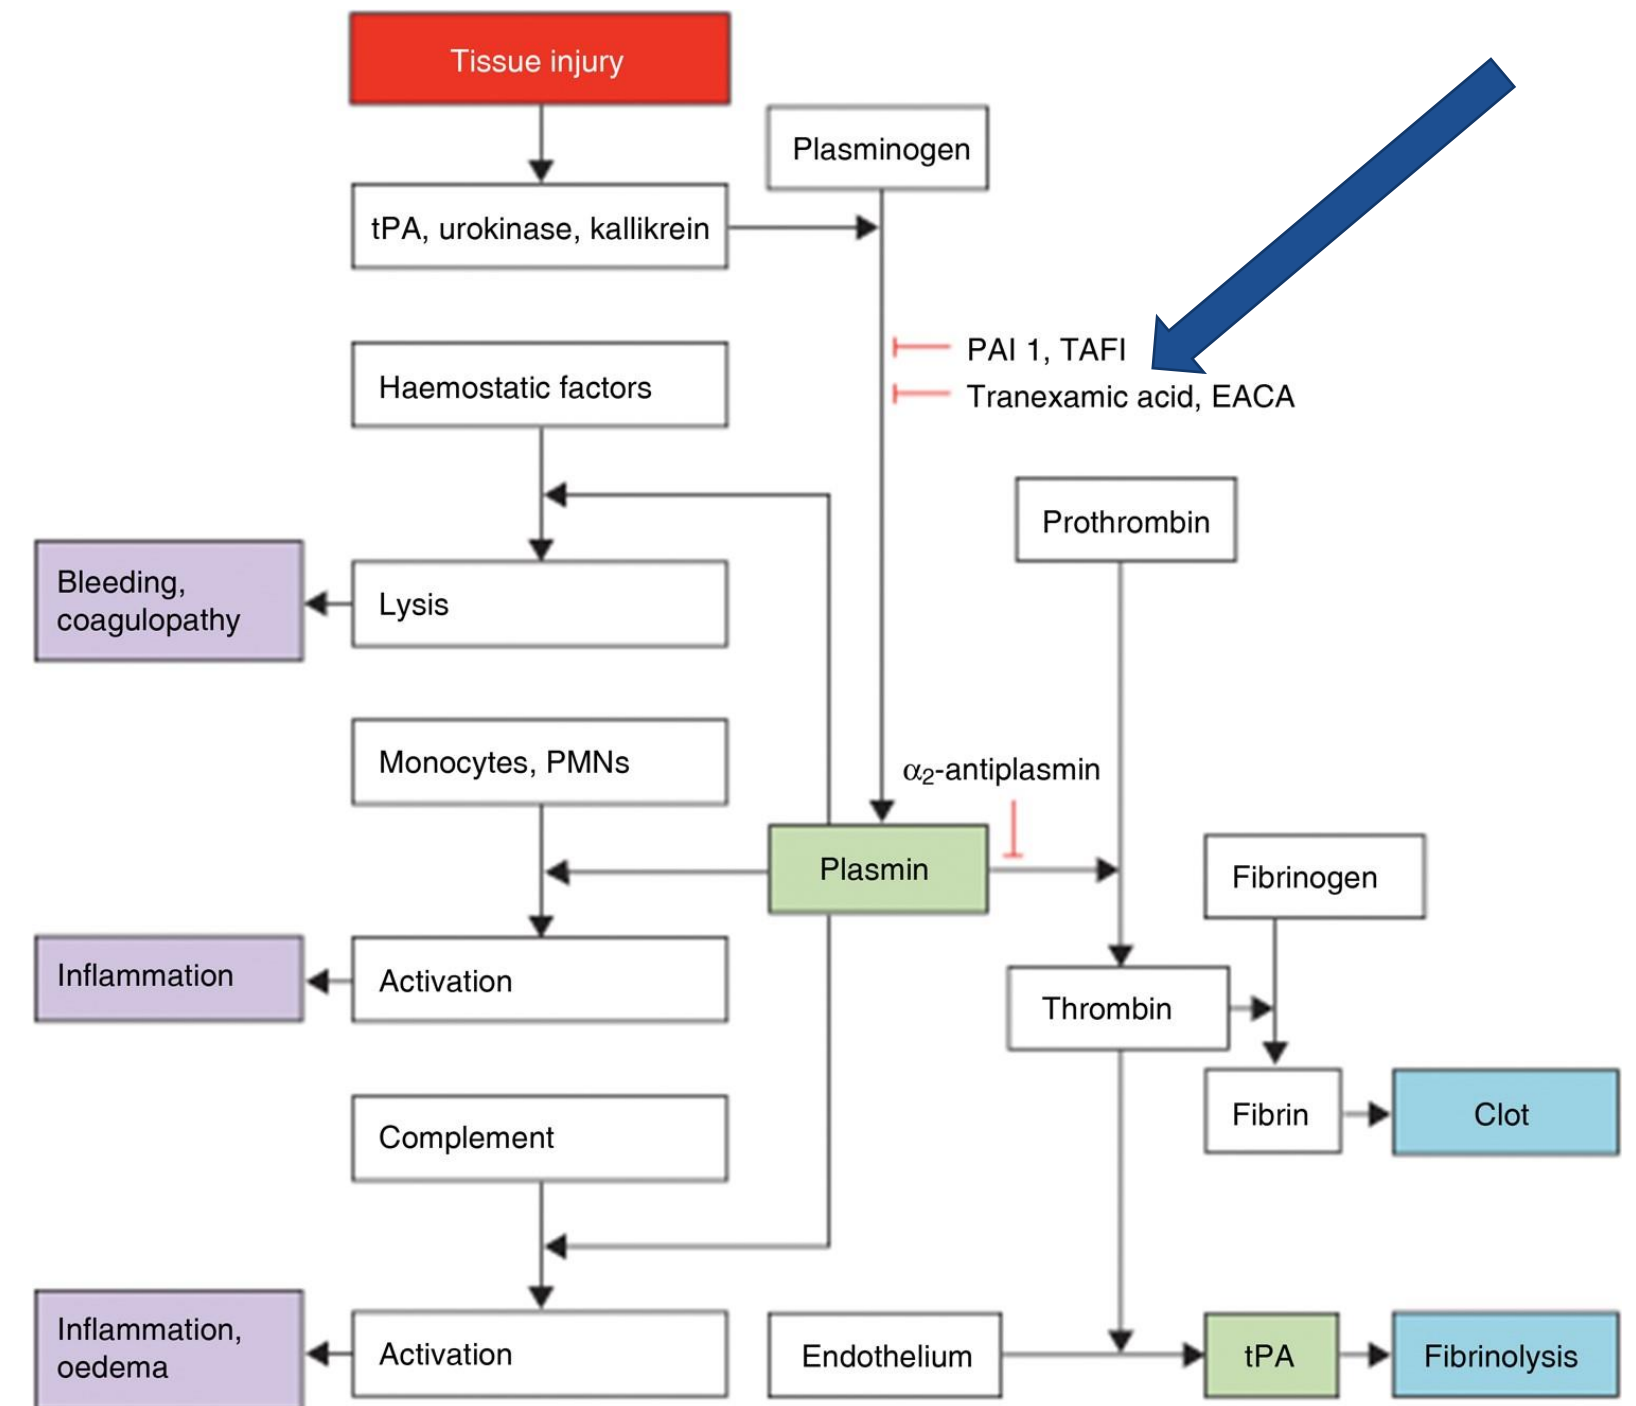 Tissue injury
Plasminogen
tPA, urokinase, kallikrein
PAI 1, TAFI
Tranexamic acid, EACA
Haemostatic factors
Prothrombin
Bleeding,
coagulopathy
Lysis
Monocytes, PMNs
α₂-antiplasmin
Plasmin
Fibrinogen
Inflammation
Activation
Thrombin
Fibrin
Clot
Complement
Inflammation,
oedema
Activation
Endothelium
tPA
Fibrinolysis